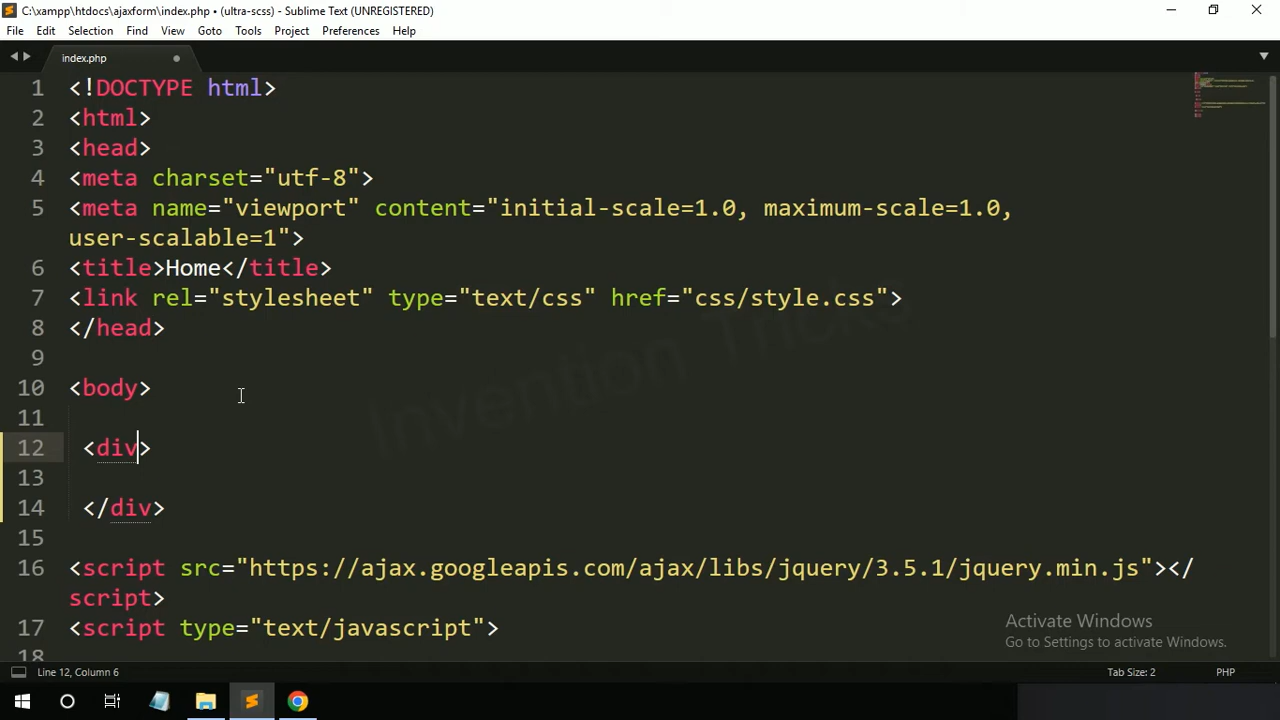 C:\xampp\htdocs\ajaxform\index.php • (ultra-scss) - Sublime Text (UNREGISTERED)
File Edit Selection Find View Goto Tools Project Preferences Help
index.php
1 <!DOCTYPE html>
2 <html>
3 <head>
4 <meta charset="utf-8">
5 <meta name="viewport" content="initial-scale=1.0, maximum-scale=1.0,
user-scalable=1">
6 <title>Home</title>
7 <link rel="stylesheet" type="text/css" href="css/style.css">
8 </head>
9
10 <body>
11
12 <div>
13
14 </div>
15
16 <script src="https://ajax.googleapis.com/ajax/libs/jquery/3.5.1/jquery.min.js"></
script>
17 <script type="text/javascript">
18
Invention Tricks
Activate Windows
Go to Settings to activate Windows.
Line 12, Column 6 Tab Size: 2 PHP